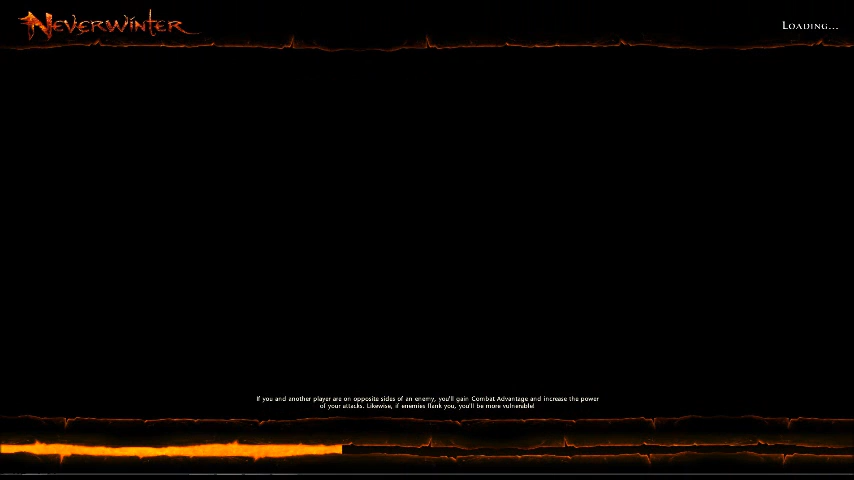 Neverwinter
Loading...
If you and another player are on opposite sides of an enemy, you'll gain Combat Advantage and increase the power
of your attacks. Likewise, if enemies flank you, you'll be more vulnerable!